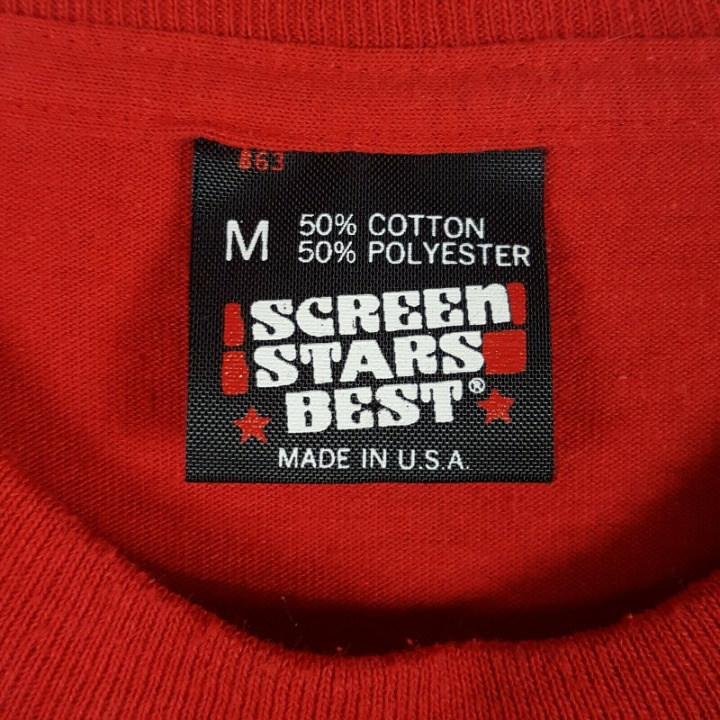 863
M
50% COTTON
50% POLYESTER
SCREEN
STARS
BEST®
MADE IN U.S.A.